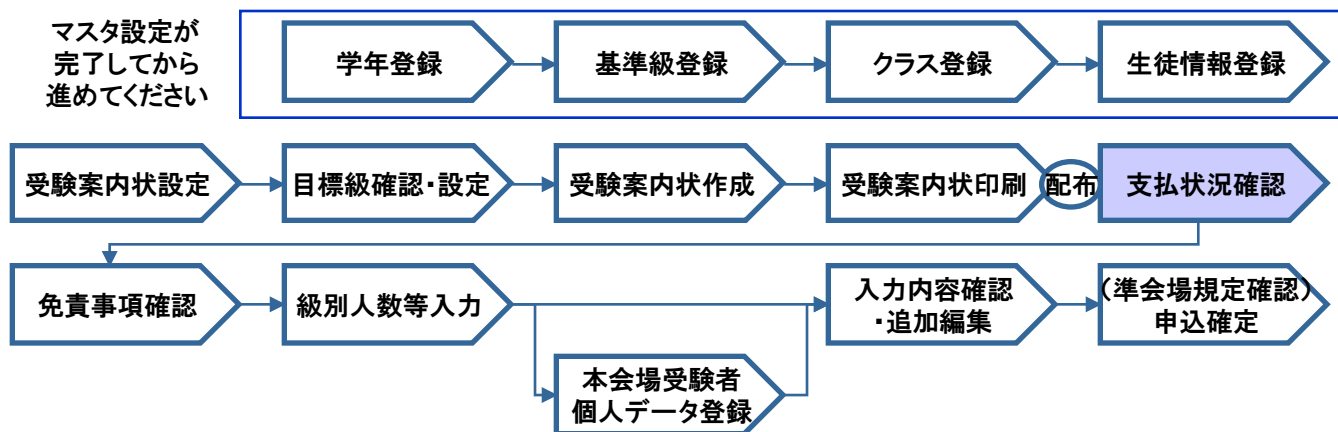 マスタ設定が
完了してから
進めてください
学年登録
基準級登録
クラス登録
生徒情報登録
受験案内状設定
目標級確認・設定
受験案内状作成
受験案内状印刷
配布
支払状況確認
免責事項確認
級別人数等入力
入力内容確認
・追加編集
（準会場規定確認）
申込確定
本会場受験者
個人データ登録